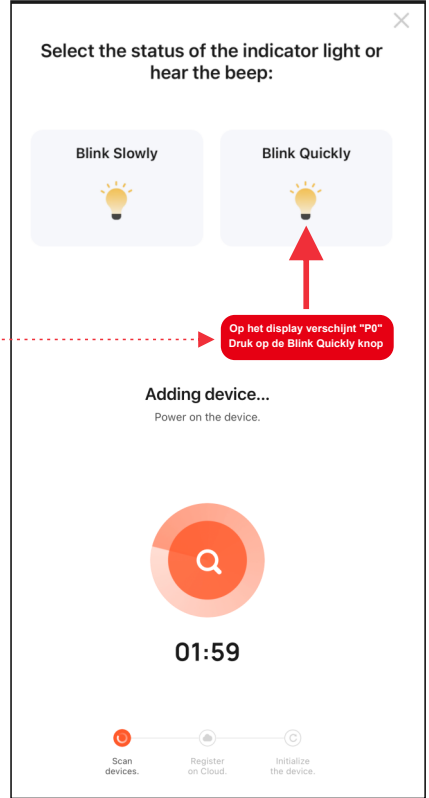 Select the status of the indicator light or
hear the beep:
Blink Slowly
Blink Quickly
Op het display verschijnt "P0"
Druk op de Blink Quickly knop
Adding device...
Power on the device.
01:59
Scan
devices.
Register
on Cloud.
Initialize
the device.